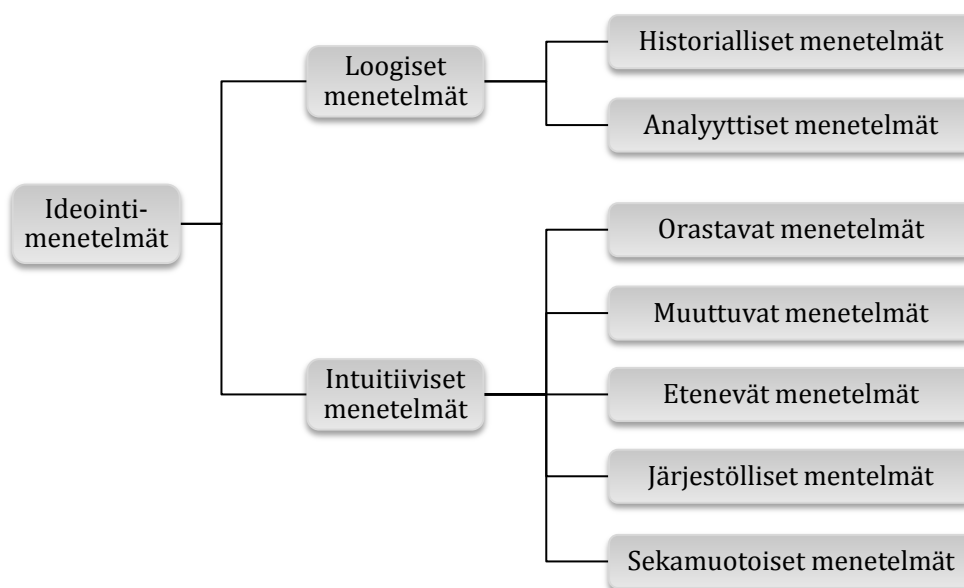 Ideointi-
menetelmät
Loogiset
menetelmät
Historialliset menetelmät
Analyyttiset menetelmät
Intuitiiviset
menetelmät
Orastavat menetelmät
Muuttuvat menetelmät
Etenevät menetelmät
Järjestölliset mentelmät
Sekamuotoiset menetelmät